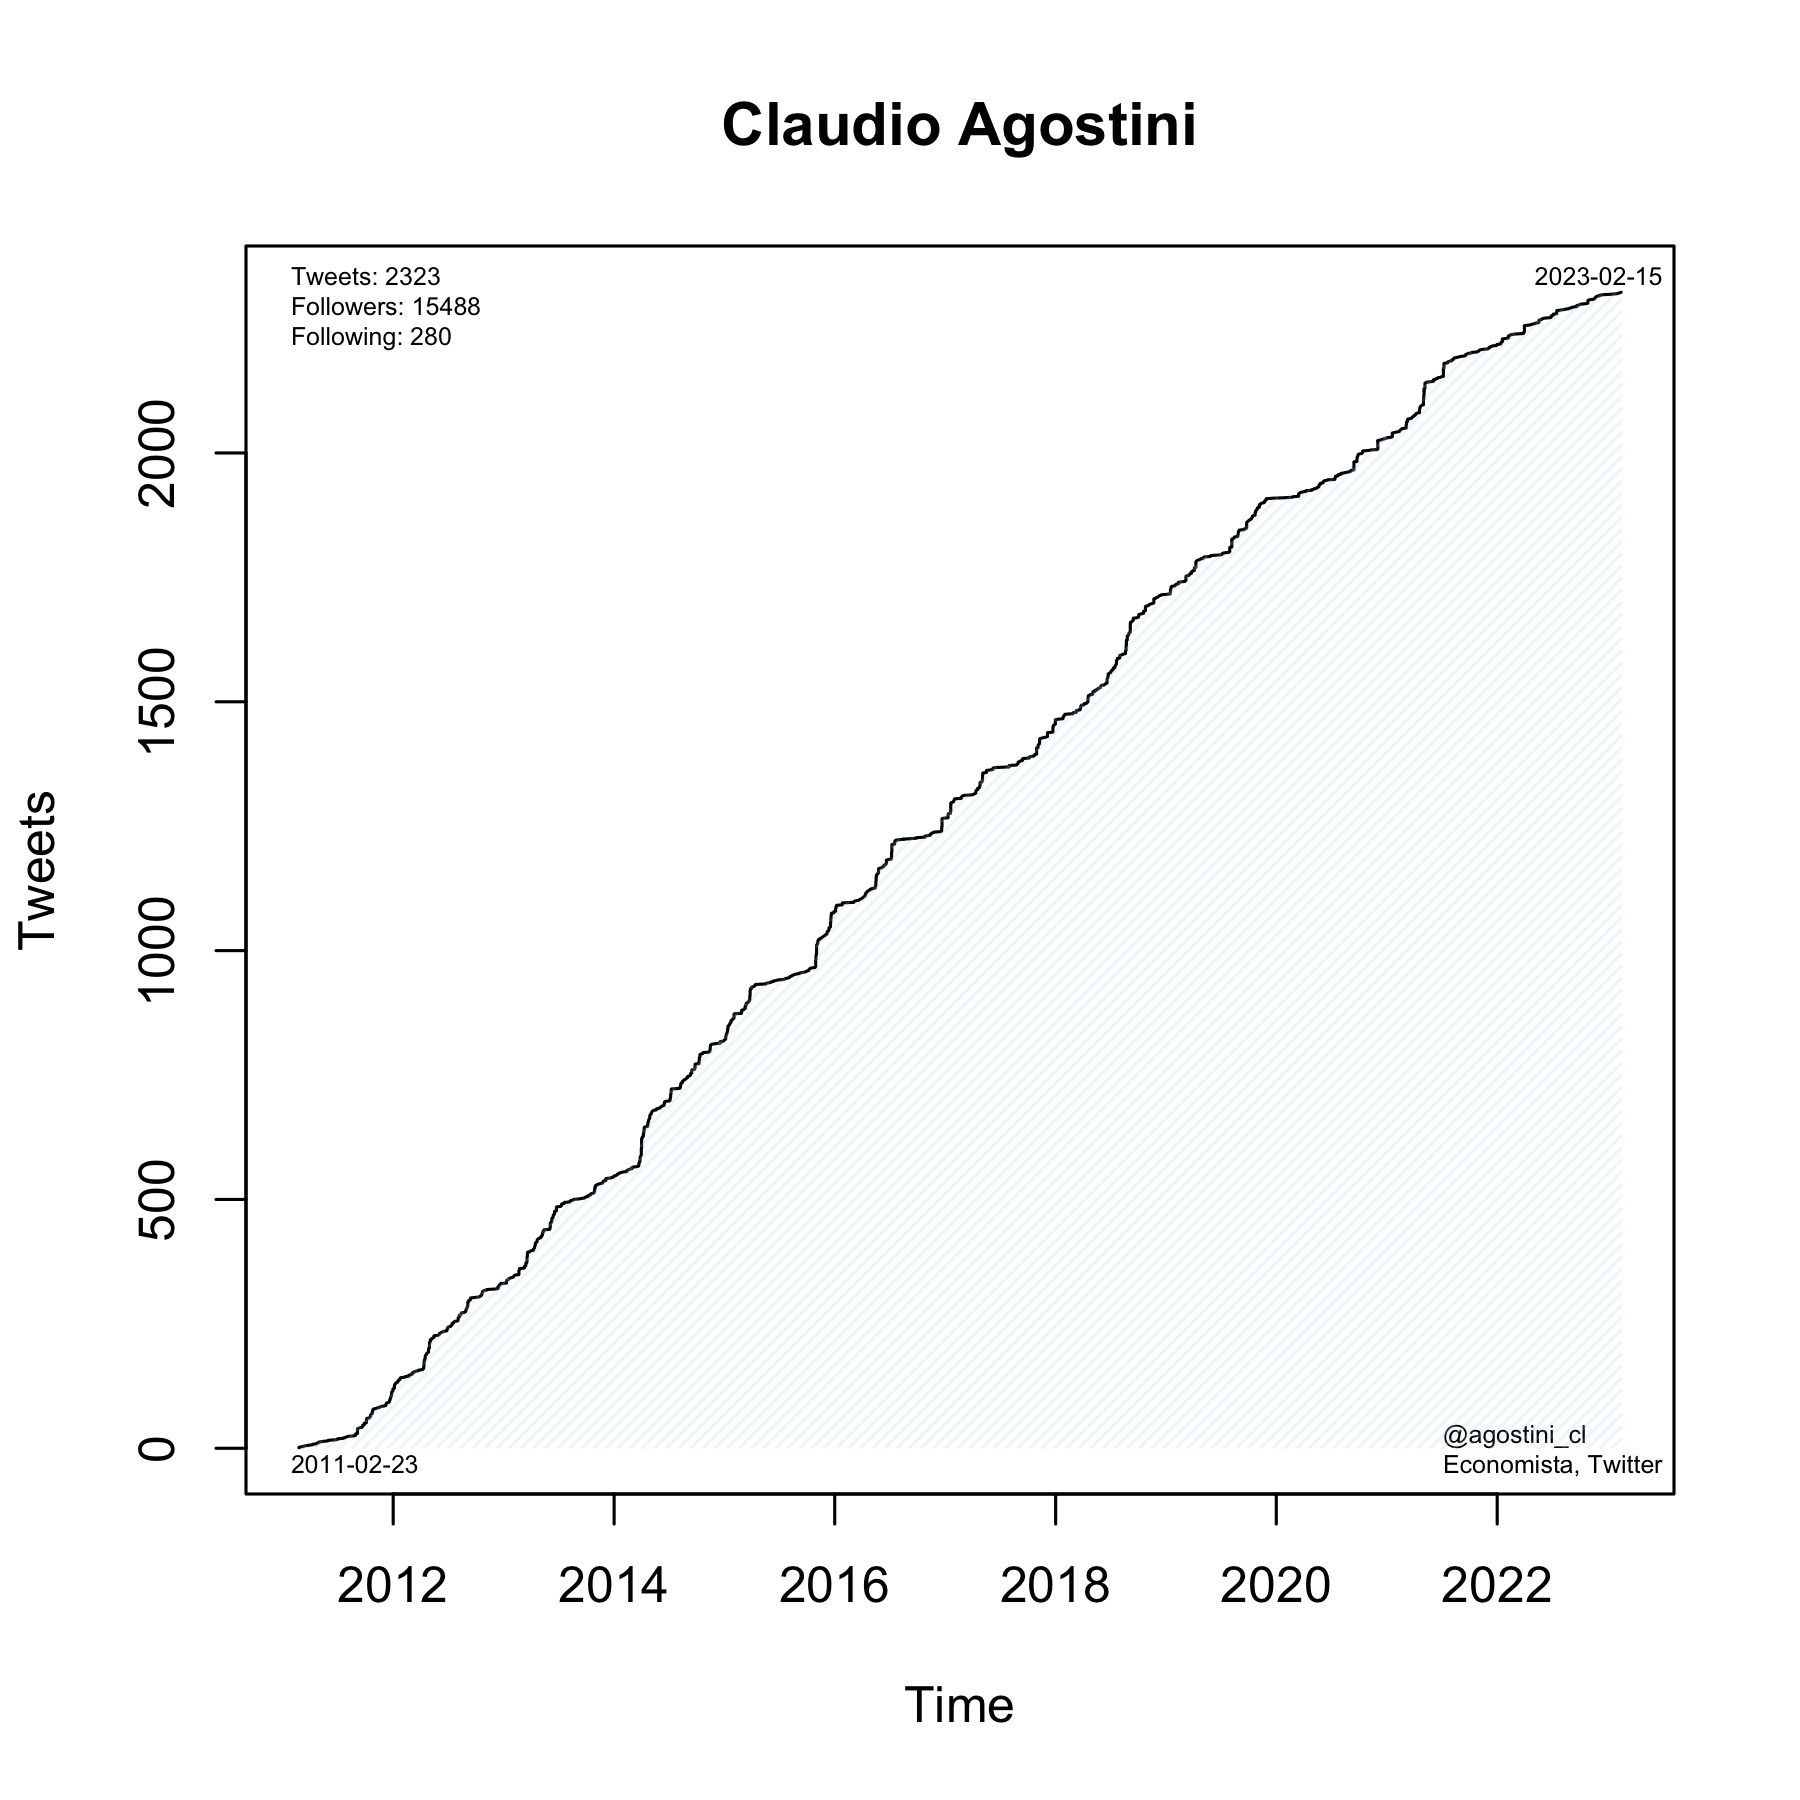 Claudio Agostini
Tweets: 2323
Followers: 15488
Following: 280
2023-02-15
Tweets
2000
1500
1000
500
0
2011-02-23
@agostini_cl
Economista, Twitter
2012 2014 2016 2018 2020 2022
Time